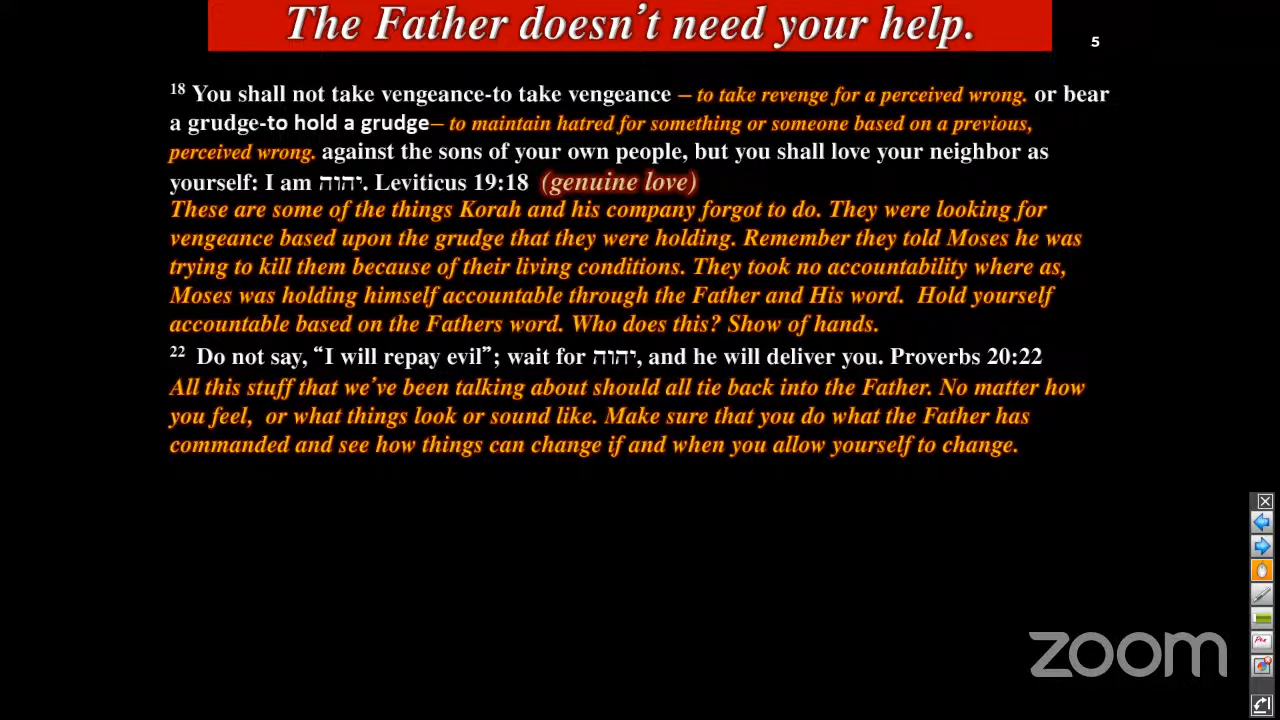 The Father doesn’t need your help.
5
18 You shall not take vengeance-to take vengeance – to take revenge for a perceived wrong. or bear
a grudge-to hold a grudge– to maintain hatred for something or someone based on a previous,
perceived wrong. against the sons of your own people, but you shall love your neighbor as
yourself: I am יהוה. Leviticus 19:18 (genuine love)
These are some of the things Korah and his company forgot to do. They were looking for
vengeance based upon the grudge that they were holding. Remember they told Moses he was
trying to kill them because of their living conditions. They took no accountability where as,
Moses was holding himself accountable through the Father and His word. Hold yourself
accountable based on the Fathers word. Who does this? Show of hands.
22 Do not say, “I will repay evil”; wait for יהוה, and he will deliver you. Proverbs 20:22
All this stuff that we’ve been talking about should all tie back into the Father. No matter how
you feel, or what things look or sound like. Make sure that you do what the Father has
commanded and see how things can change if and when you allow yourself to change.
Pen
zoom